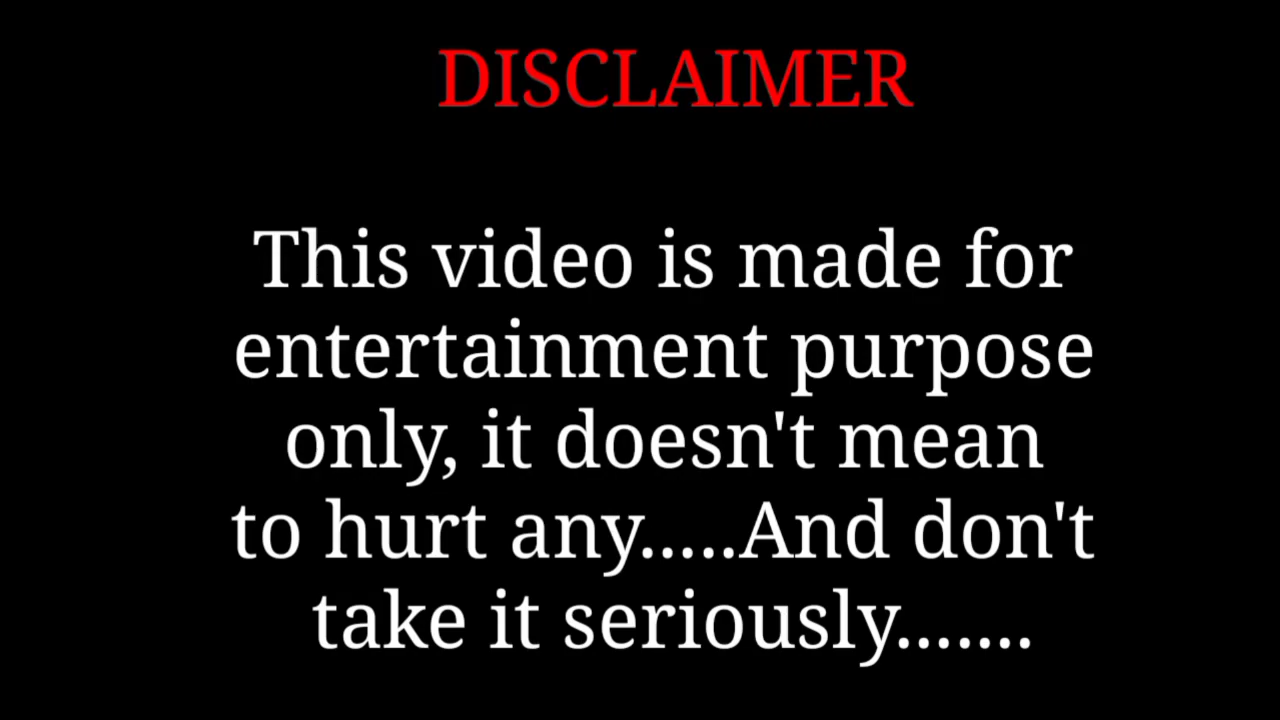 DISCLAIMER
This video is made for
entertainment purpose
only, it doesn't mean
to hurt any.....And don't
take it seriously.......